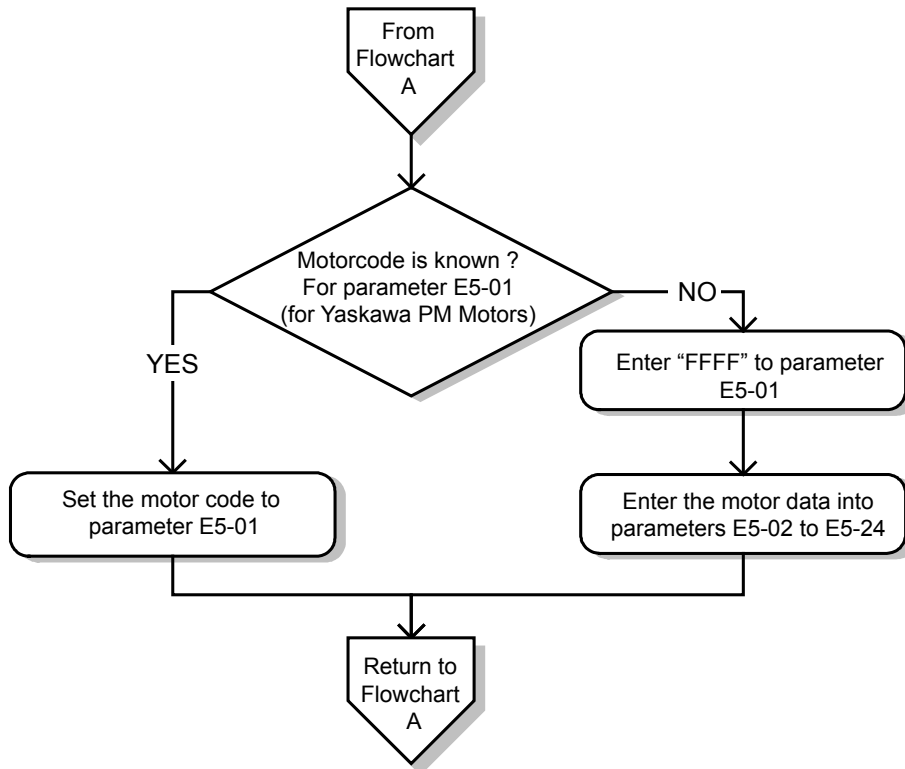 From
Flowchart
A
Motorcode is known ?
For parameter E5-01
(for Yaskawa PM Motors)
YES
NO
Enter “FFFF” to parameter
E5-01
Set the motor code to
parameter E5-01
Enter the motor data into
parameters E5-02 to E5-24
Return to
Flowchart
A